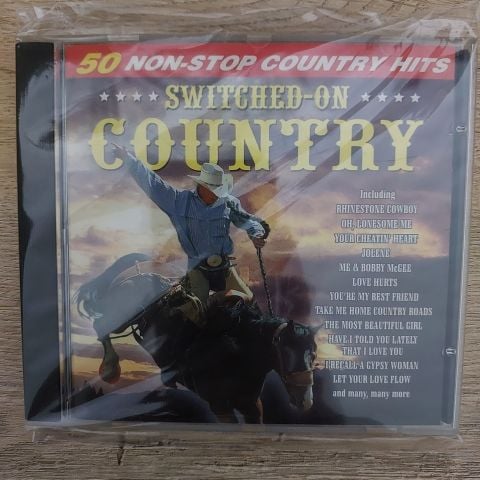 50 NON-STOP COUNTRY HITS
SWITCHED-ON
COUNTRY
Including
RHINESTONE COWBOY
OH, LONESOME ME
YOUR CHEATIN' HEART
JOLENE
ME & BOBBY McGEE
LOVE HURTS
YOU'RE MY BEST FRIEND
TAKE ME HOME COUNTRY ROADS
THE MOST BEAUTIFUL GIRL
HAVE I TOLD YOU LATELY
THAT I LOVE YOU
I RECALL A GYPSY WOMAN
LET YOUR LOVE FLOW
and many, many more